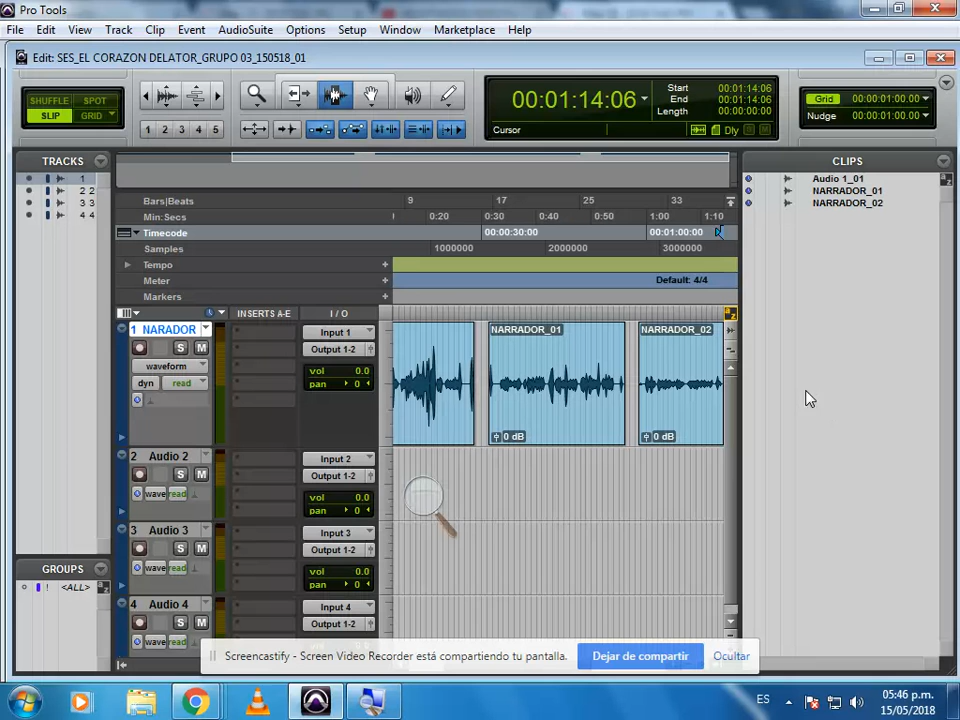 Pro Tools
File Edit View Track Clip Event AudioSuite Options Setup Window Marketplace Help
Edit: SES_EL CORAZON DELATOR_GRUPO 03_150518_01
SHUFFLE SPOT
SLIP GRID
1 2 3 4 5
00:01:14:06
Start 00:01:14:06
End 00:01:14:06
Length 00:00:00:00
Cursor Dly
Grid 00:00:01:00.00
Nudge 00:00:01:00.00
TRACKS
1
2 2
3 3
4 4
Bars|Beats 9 17 25 33
Min:Secs 0:20 0:30 0:40 0:50 1:00 1:10
Timecode 00:00:30:00 00:01:00:00
Samples 1000000 2000000 3000000
Tempo
Meter Default: 4/4
Markers
INSERTS A-E I / O
1 NARADOR
S M
waveform
dyn read
Input 1
Output 1-2
vol 0.0
pan 0
NARRADOR_01 NARRADOR_02
0 dB 0 dB
2 Audio 2
S M
wave read
Input 2
Output 1-2
vol 0.0
pan 0
3 Audio 3
S M
wave read
Input 3
Output 1-2
vol 0.0
pan 0
4 Audio 4
S M
wave read
Input 4
Output 1-2
CLIPS
Audio 1_01
NARRADOR_01
NARRADOR_02
GROUPS
! <ALL>
Screencastify - Screen Video Recorder está compartiendo tu pantalla. Dejar de compartir Ocultar
ES
05:46 p.m.
15/05/2018